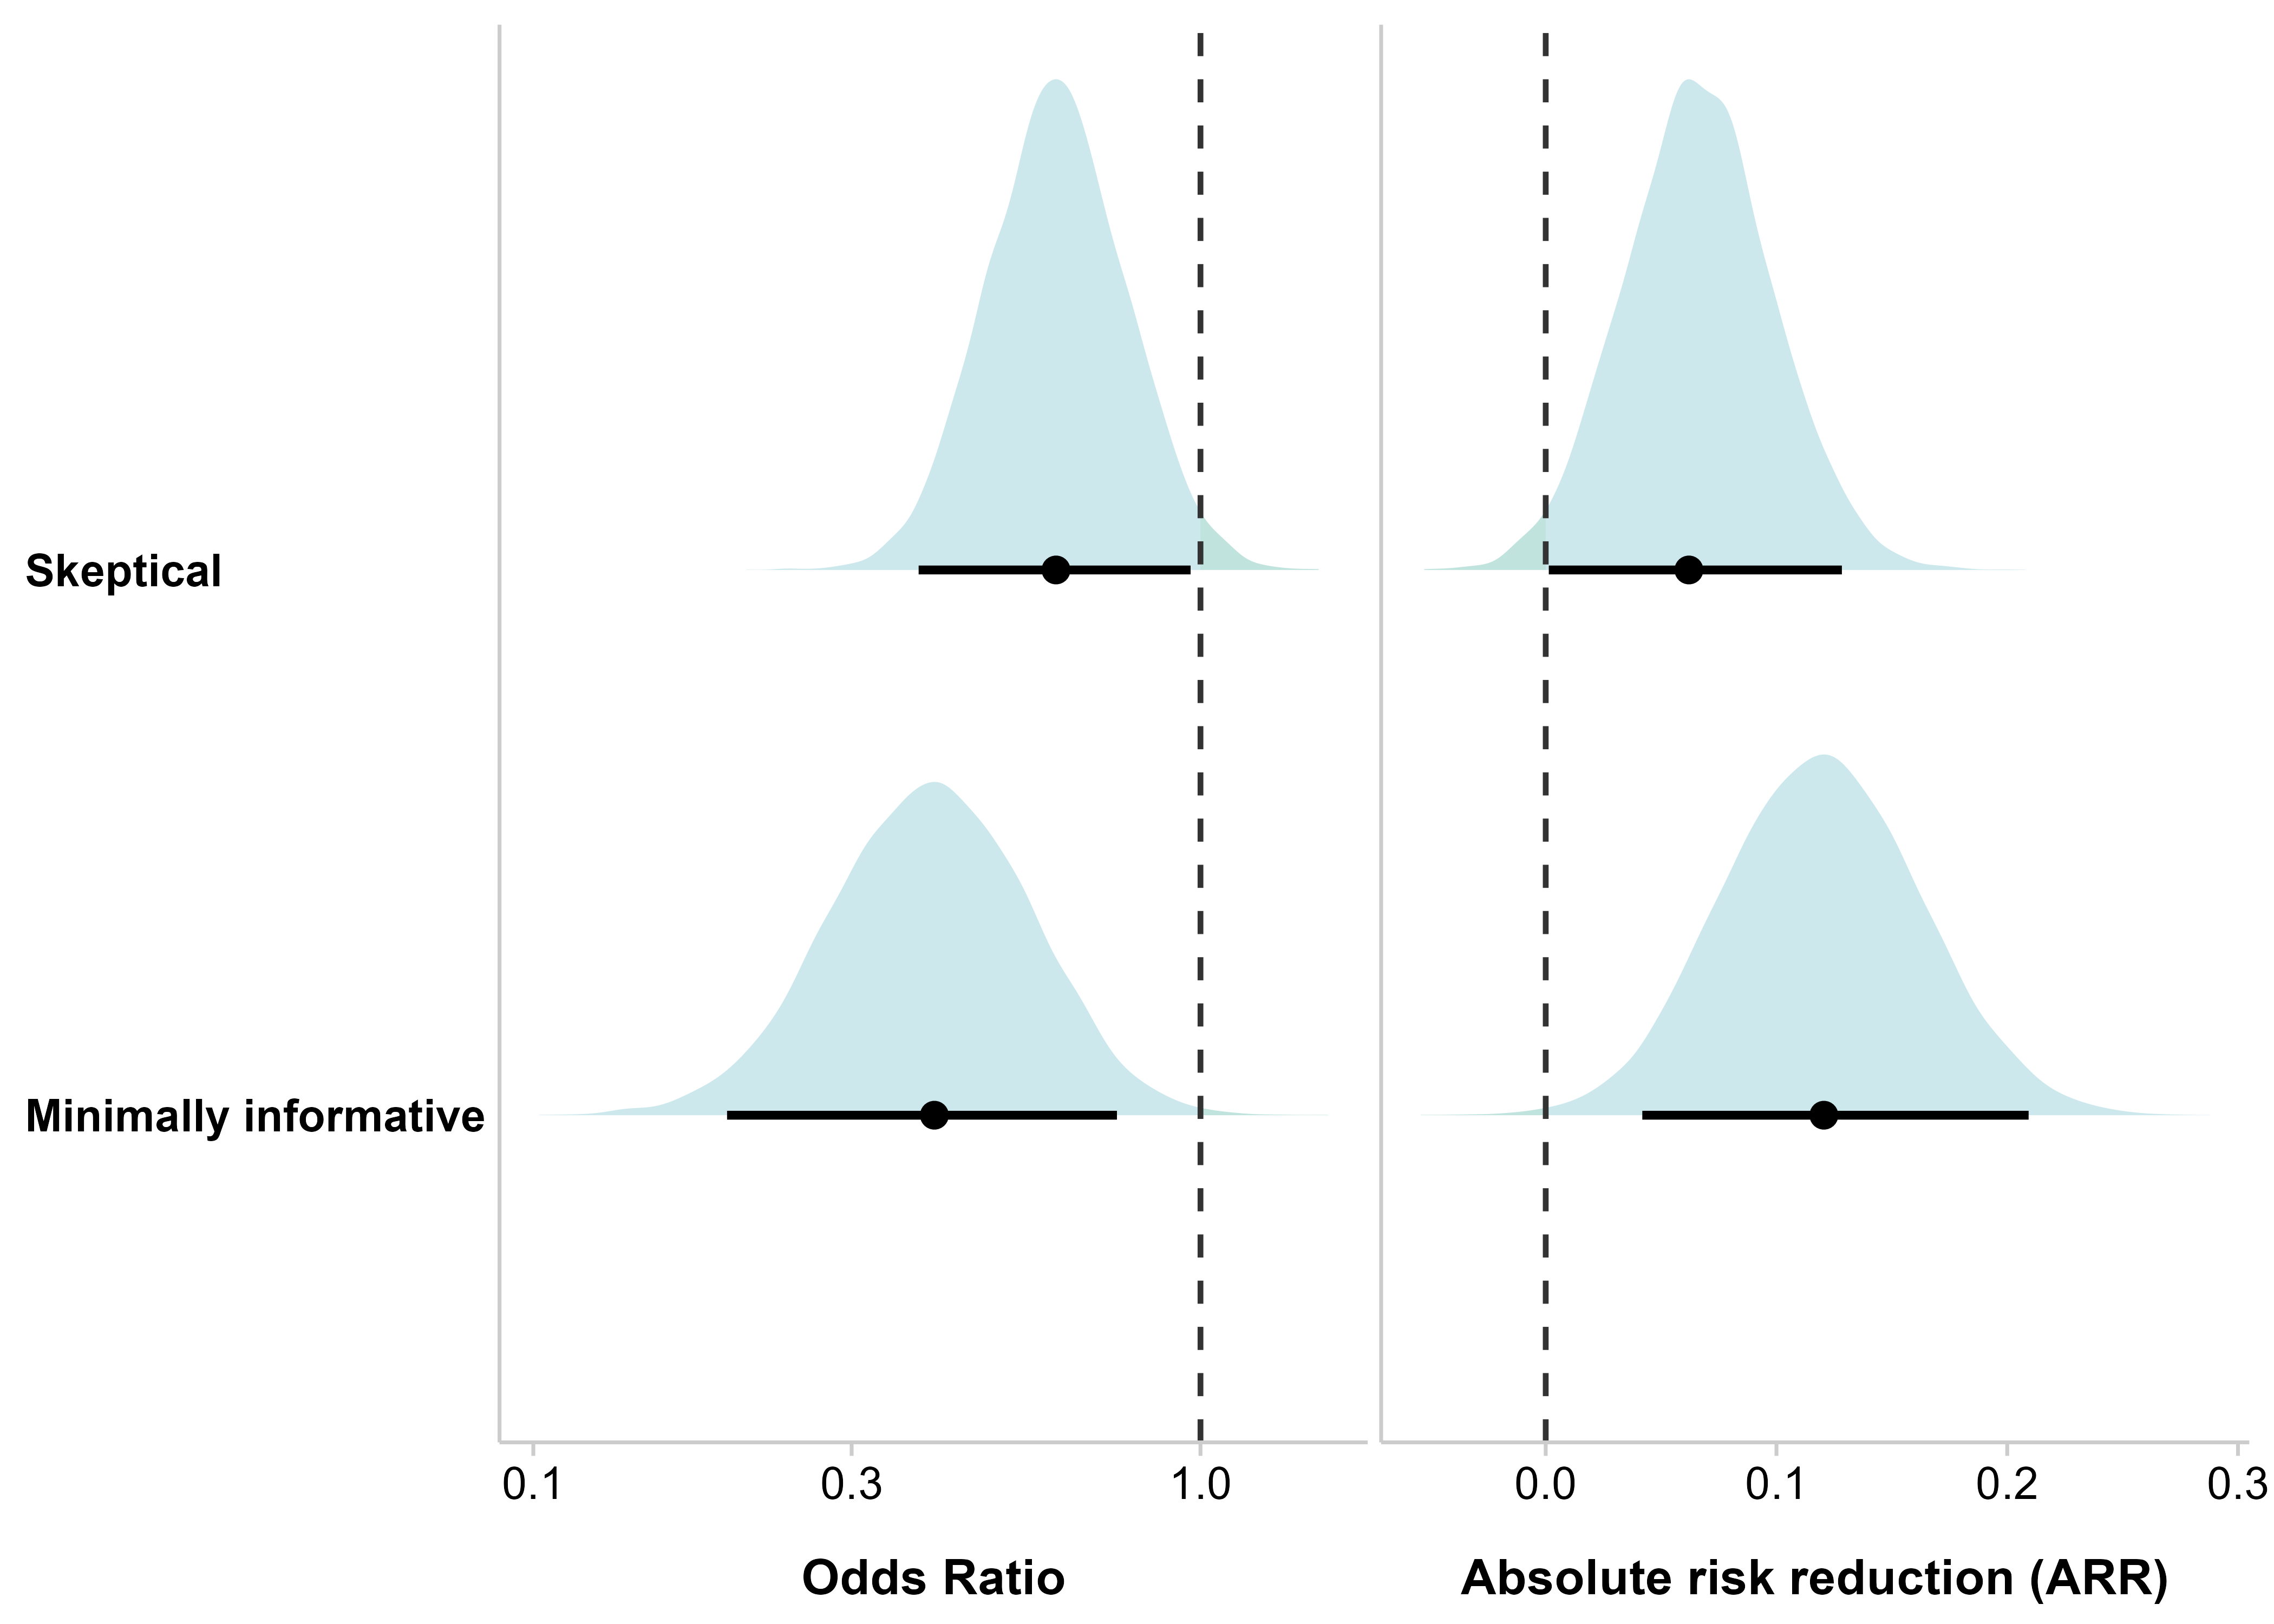 Skeptical
Minimally informative
0.1 0.3 1.0 0.0 0.1 0.2 0.3
Odds Ratio Absolute risk reduction (ARR)